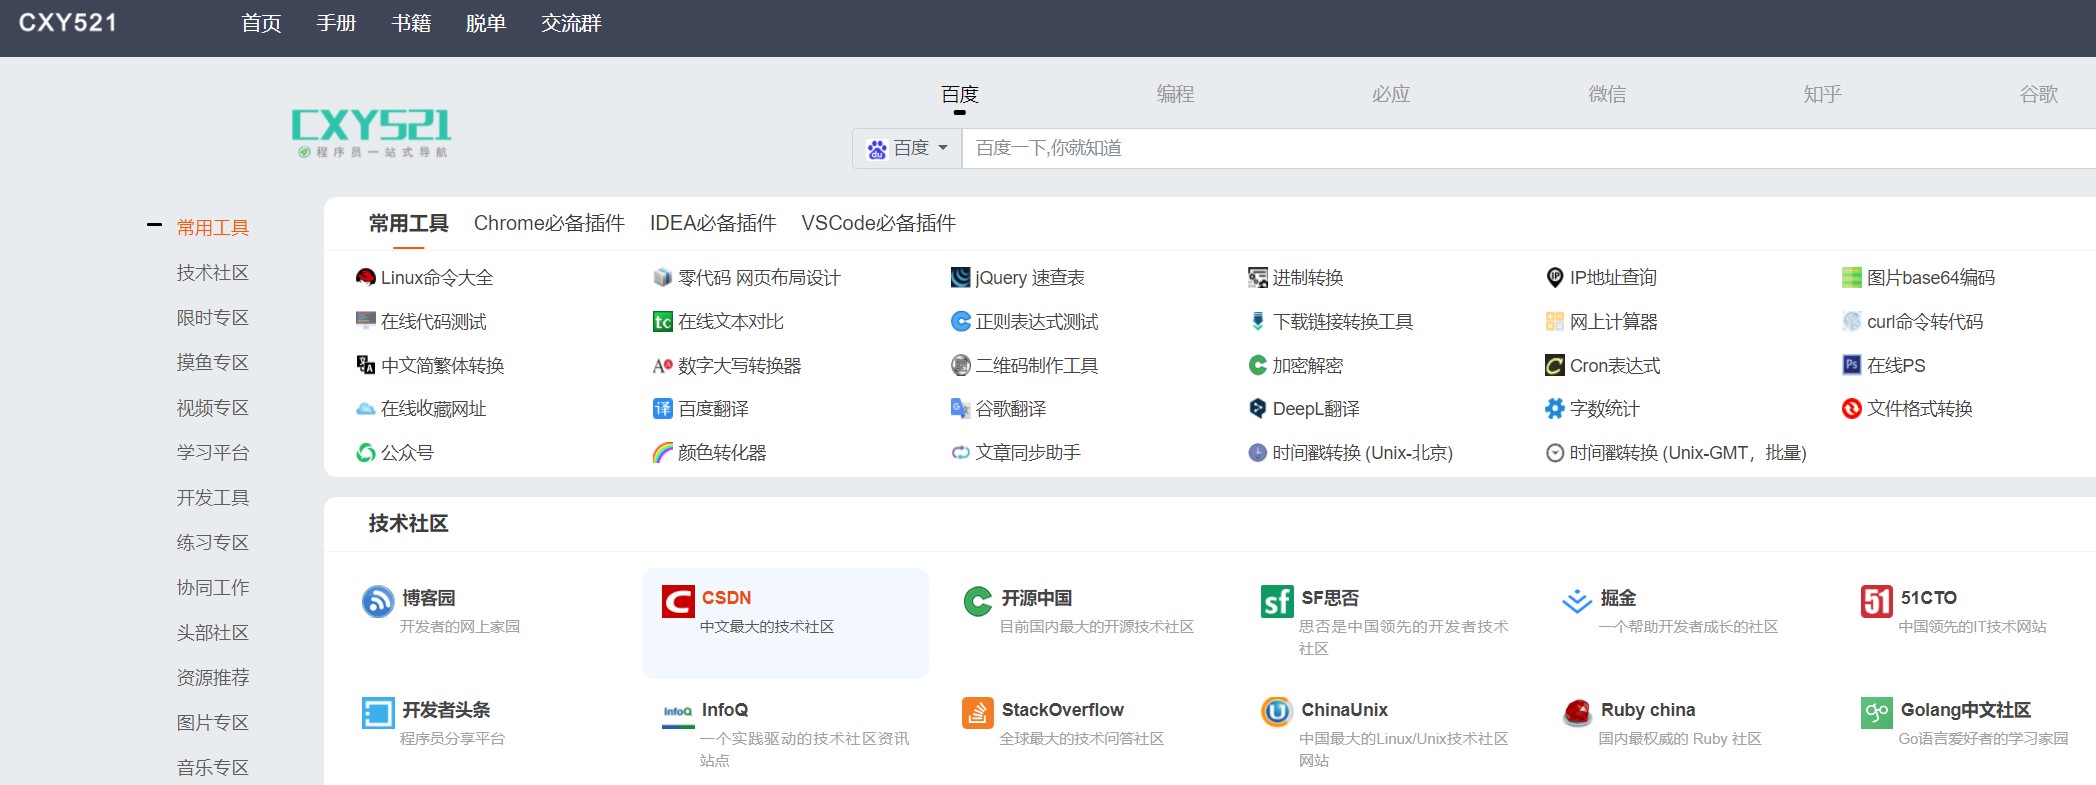 CXY521 首页 手册 书籍 脱单 交流群
百度 编程 必应 微信 知乎 谷歌
CXY521
程序员一站式导航
百度 百度一下,你就知道
常用工具
技术社区
限时专区
摸鱼专区
视频专区
学习平台
开发工具
练习专区
协同工作
头部社区
资源推荐
图片专区
音乐专区
常用工具 Chrome必备插件 IDEA必备插件 VSCode必备插件
Linux命令大全 零代码 网页布局设计 jQuery 速查表 进制转换 IP地址查询 图片base64编码
在线代码测试 在线文本对比 正则表达式测试 下载链接转换工具 网上计算器 curl命令转代码
中文简繁体转换 数字大写转换器 二维码制作工具 加密解密 Cron表达式 在线PS
在线收藏网址 百度翻译 谷歌翻译 DeepL翻译 字数统计 文件格式转换
公众号 颜色转化器 文章同步助手 时间戳转换 (Unix-北京) 时间戳转换 (Unix-GMT，批量)
技术社区
博客园
开发者的网上家园
CSDN
中文最大的技术社区
开源中国
目前国内最大的开源技术社区
SF思否
思否是中国领先的开发者技术
社区
掘金
一个帮助开发者成长的社区
51CTO
中国领先的IT技术网站
开发者头条
程序员分享平台
InfoQ
一个实践驱动的技术社区资讯
站点
StackOverflow
全球最大的技术问答社区
ChinaUnix
中国最大的Linux/Unix技术社区
网站
Ruby china
国内最权威的 Ruby 社区
Golang中文社区
Go语言爱好者的学习家园